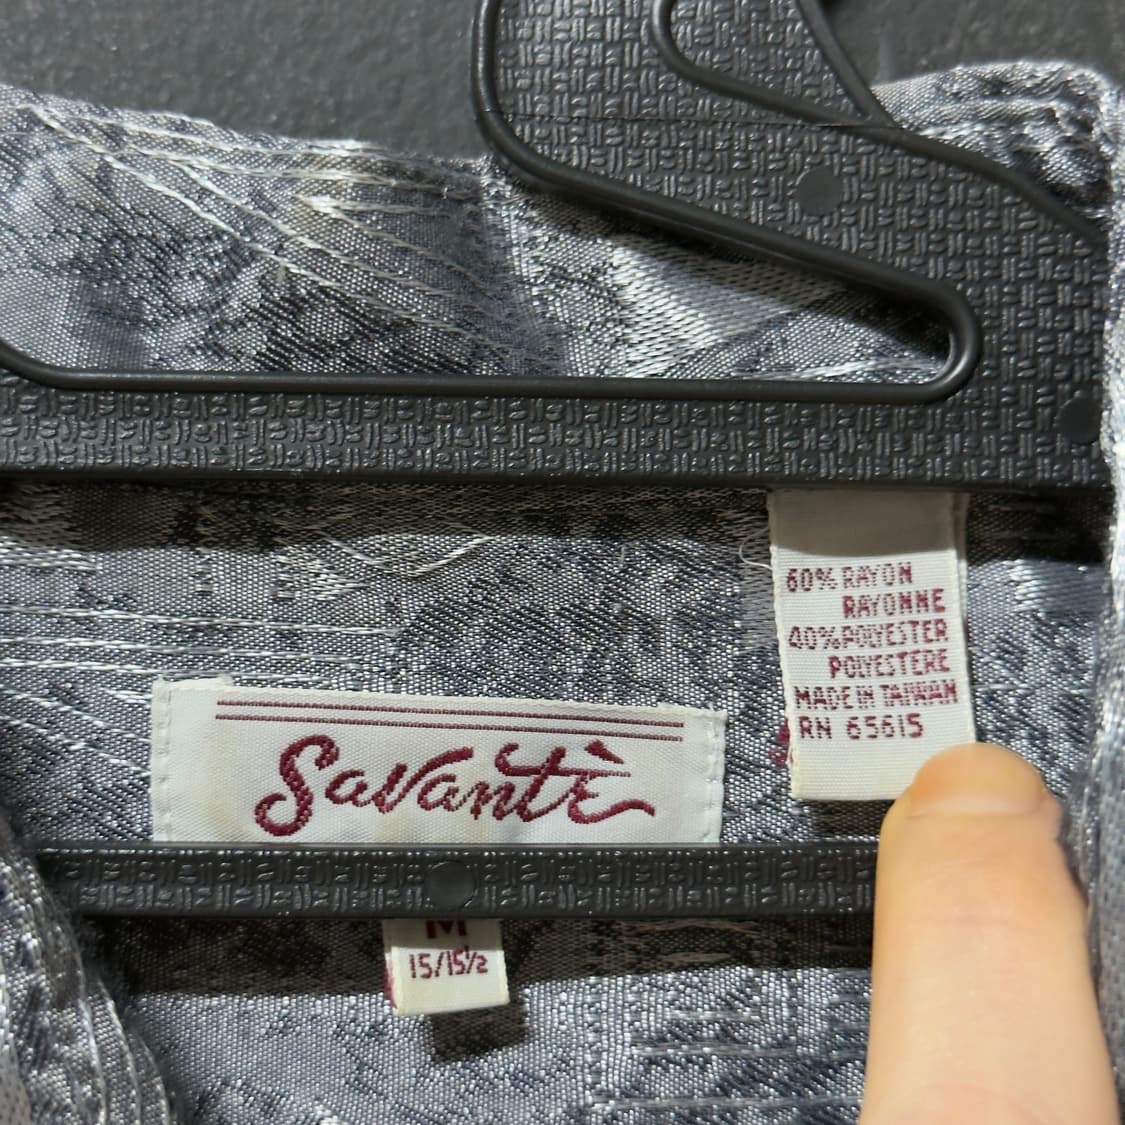 60% RAYON
RAYONNE
40% POLYESTER
POLYESTERE
MADE IN TAIWAN
RN 65615
Savantè
M
15/15½